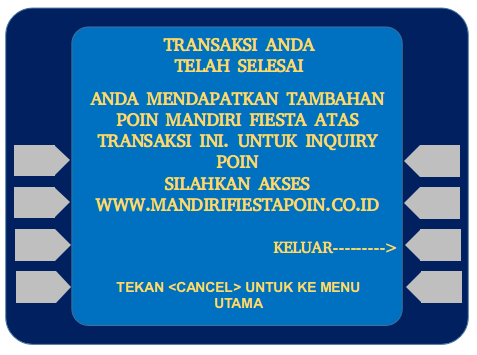 TRANSAKSI ANDA
TELAH SELESAI
ANDA MENDAPATKAN TAMBAHAN
POIN MANDIRI FIESTA ATAS
TRANSAKSI INI. UNTUK INQUIRY
POIN
SILAHKAN AKSES
WWW.MANDIRIFIESTAPOIN.CO.ID
KELUAR--------->
TEKAN <CANCEL> UNTUK KE MENU
UTAMA